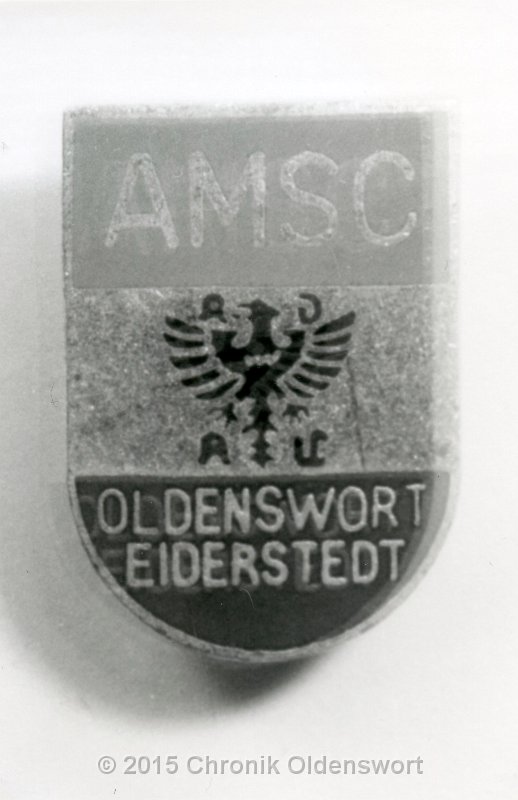 AMSC
A D
A C
OLDENSWORT
EIDERSTEDT
© 2015 Chronik Oldenswort